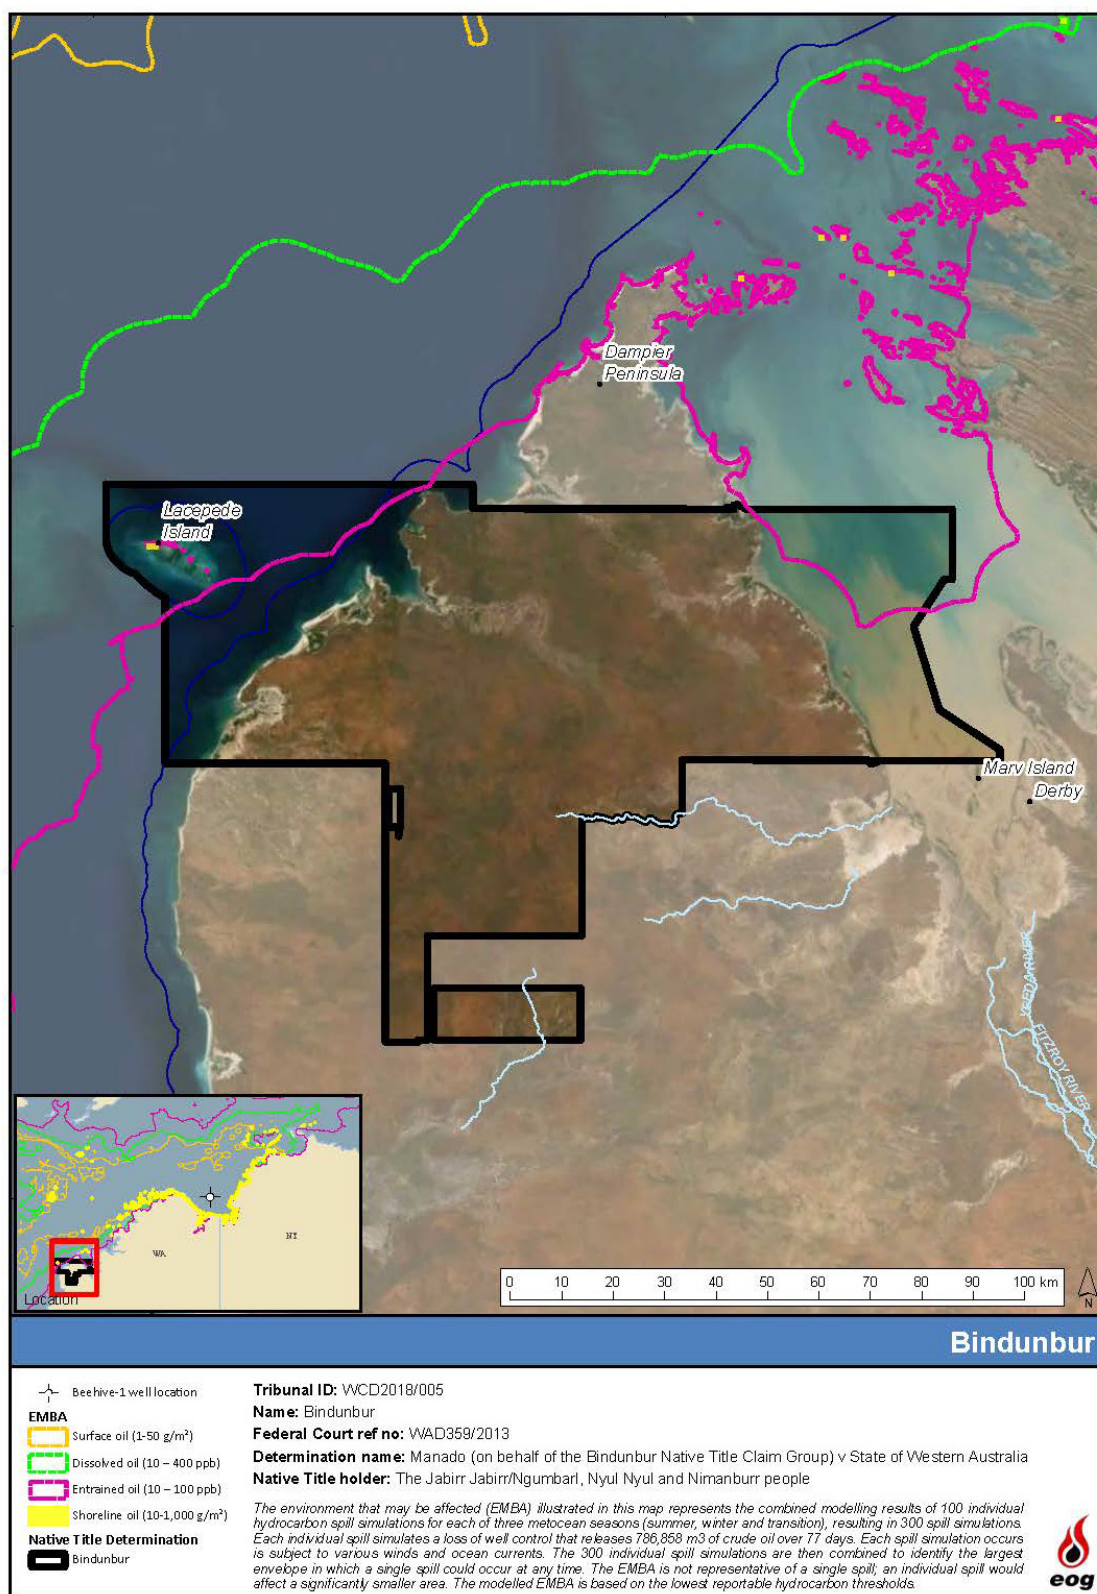 Dampier
Peninsula
Lacepede
Island
Marv Island
Derby
YEEDA RIVER
FITZROY RIVER
WA
NT
Location
0 10 20 30 40 50 60 70 80 90 100 km
N
Bindunbur
Beehive-1 well location
EMBA
Surface oil (1-50 g/m²)
Dissolved oil (10 – 400 ppb)
Entrained oil (10 – 100 ppb)
Shoreline oil (10-1,000 g/m²)
Native Title Determination
Bindunbur
Tribunal ID: WCD2018/005
Name: Bindunbur
Federal Court ref no: WAD359/2013
Determination name: Manado (on behalf of the Bindunbur Native Title Claim Group) v State of Western Australia
Native Title holder: The Jabirr Jabirr/Ngumbarl, Nyul Nyul and Nimanburr people
The environment that may be affected (EMBA) illustrated in this map represents the combined modelling results of 100 individual
hydrocarbon spill simulations for each of three metocean seasons (summer, winter and transition), resulting in 300 spill simulations.
Each individual spill simulates a loss of well control that releases 786,858 m3 of crude oil over 77 days. Each spill simulation occurs
is subject to various winds and ocean currents. The 300 individual spill simulations are then combined to identify the largest
envelope in which a single spill could occur at any time. The EMBA is not representative of a single spill; an individual spill would
affect a significantly smaller area. The modelled EMBA is based on the lowest reportable hydrocarbon thresholds.
eog